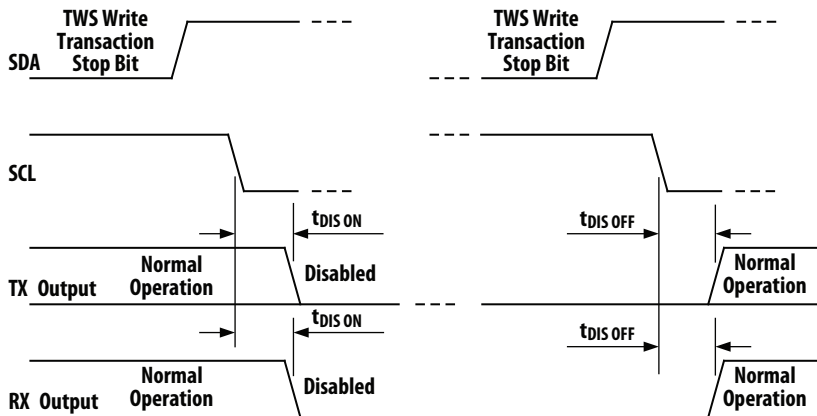 TWS Write
Transaction
Stop Bit
TWS Write
Transaction
Stop Bit
SDA
SCL
tDIS ON
tDIS OFF
TX Output
Normal
Operation
Disabled
Normal
Operation
tDIS ON
tDIS OFF
RX Output
Normal
Operation
Disabled
Normal
Operation